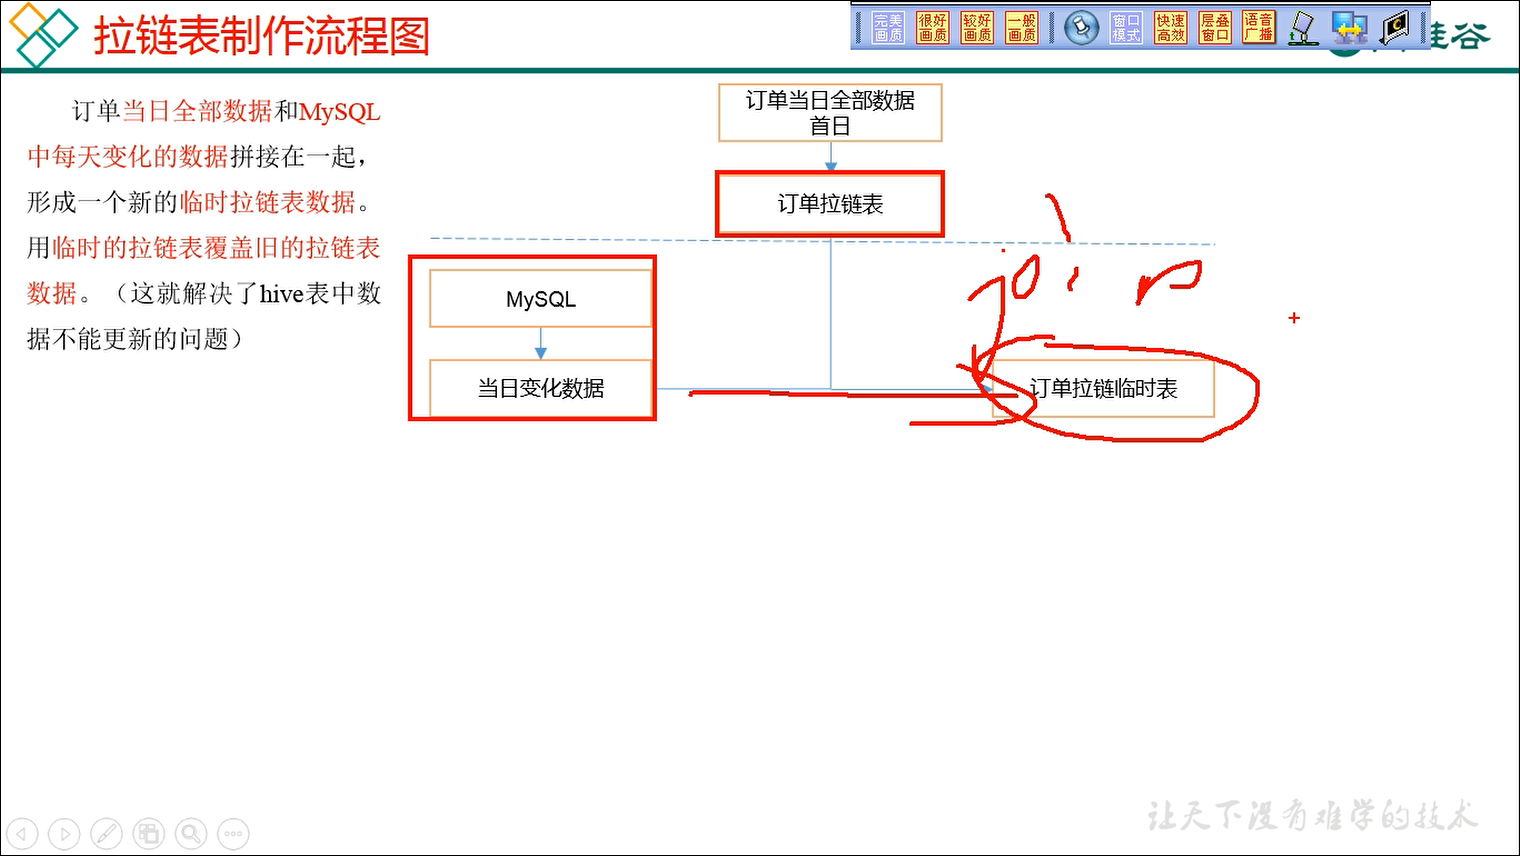 拉链表制作流程图
完美画质 很好画质 较好画质 一般画质 窗口模式 快速高效 层叠窗口 语音广播
谷
订单当日全部数据和MySQL
中每天变化的数据拼接在一起，
形成一个新的临时拉链表数据。
用临时的拉链表覆盖旧的拉链表
数据。（这就解决了hive表中数
据不能更新的问题）
订单当日全部数据
首日
订单拉链表
MySQL
当日变化数据
join
订单拉链临时表
让天下没有难学的技术